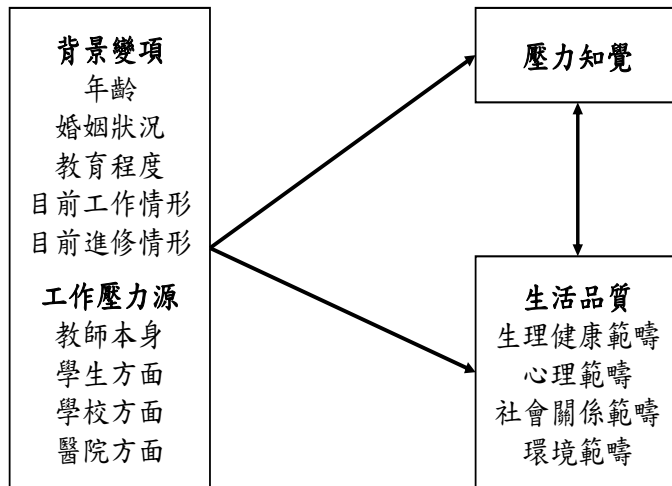 背景變項
年齡
婚姻狀況
教育程度
目前工作情形
目前進修情形
工作壓力源
教師本身
學生方面
學校方面
醫院方面
壓力知覺
生活品質
生理健康範疇
心理範疇
社會關係範疇
環境範疇